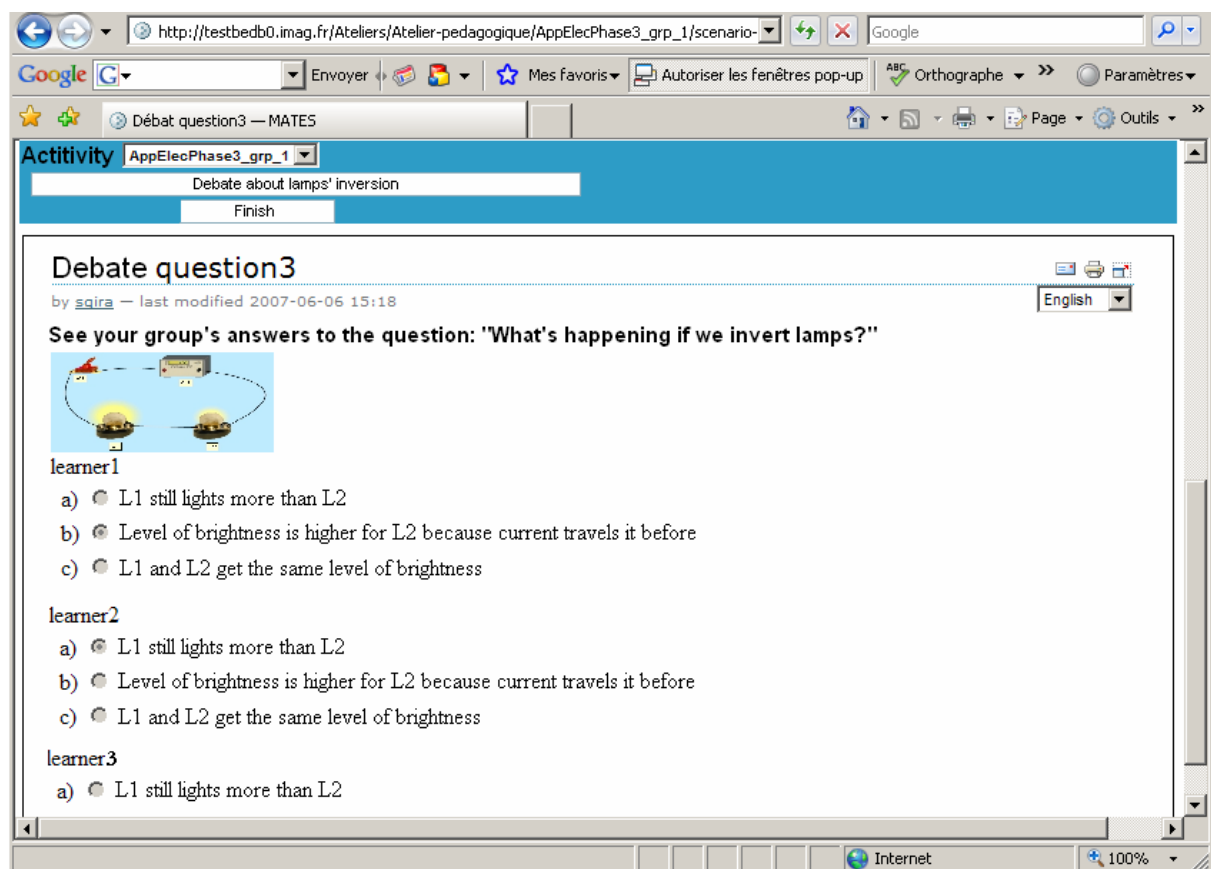 http://testbedb0.imag.fr/Ateliers/Atelier-pedagogique/AppElecPhase3_grp_1/scenario- Google
Google G Envoyer Mes favoris Autoriser les fenêtres pop-up ABC Orthographe » Paramètres
Débat question3 — MATES Page Outils »
Actitivity AppElecPhase3_grp_1
Debate about lamps' inversion
Finish
Debate question3
by sgira — last modified 2007-06-06 15:18 English
See your group's answers to the question: "What's happening if we invert lamps?"
learner1
a) L1 still lights more than L2
b) Level of brightness is higher for L2 because current travels it before
c) L1 and L2 get the same level of brightness
learner2
a) L1 still lights more than L2
b) Level of brightness is higher for L2 because current travels it before
c) L1 and L2 get the same level of brightness
learner3
a) L1 still lights more than L2
Internet 100%